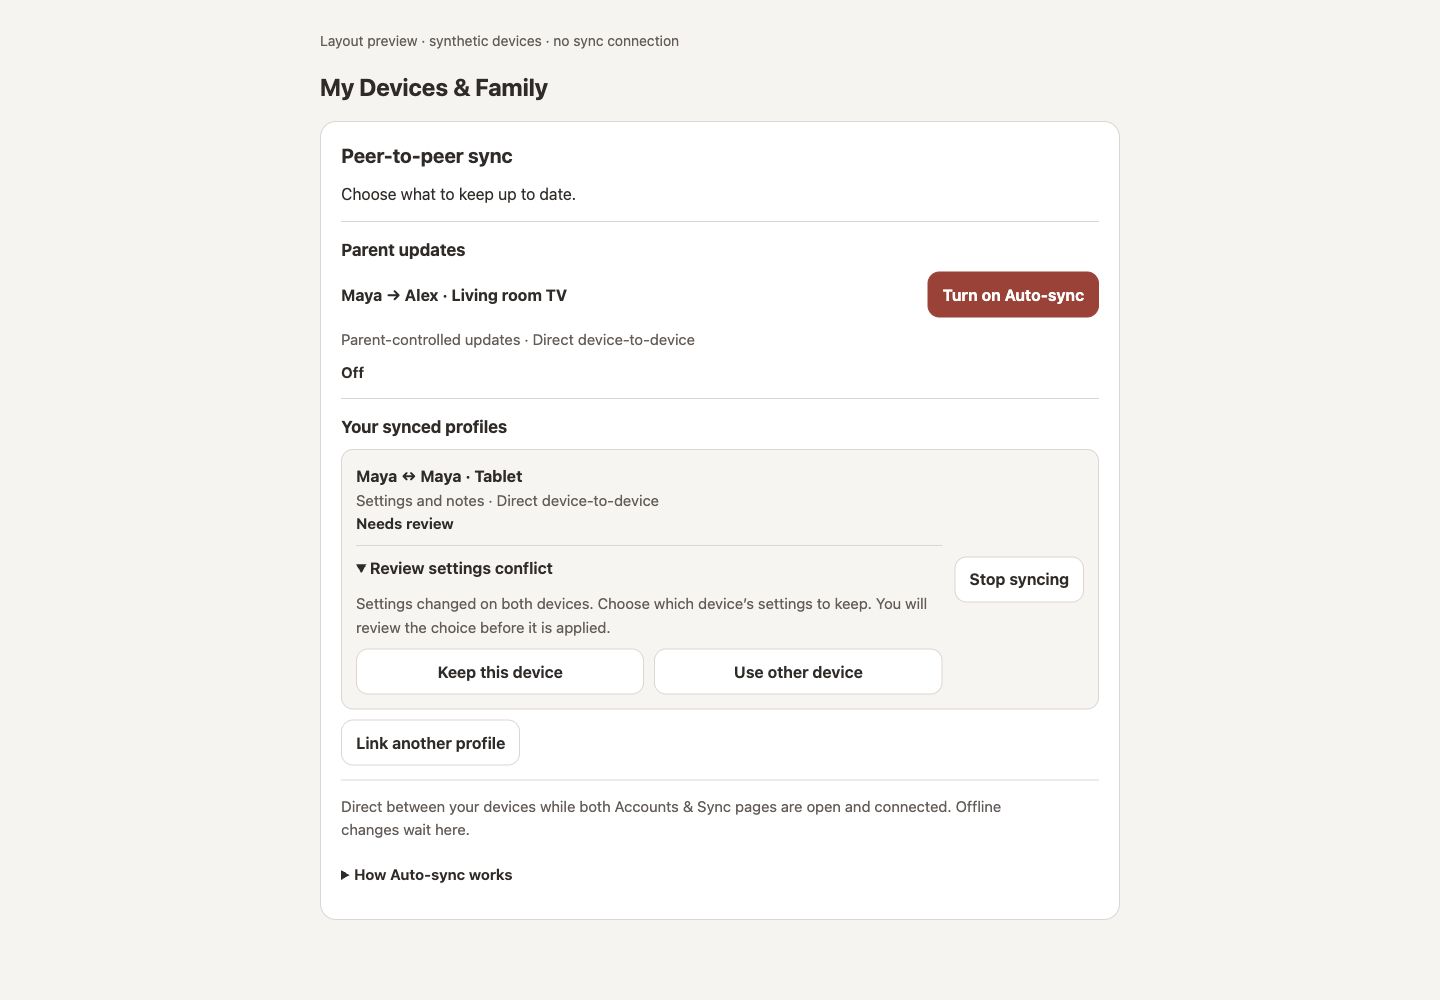 Layout preview · synthetic devices · no sync connection
My Devices & Family
Peer-to-peer sync
Choose what to keep up to date.
Parent updates
Maya → Alex · Living room TV
Turn on Auto-sync
Parent-controlled updates · Direct device-to-device
Off
Your synced profiles
Maya ↔ Maya · Tablet
Settings and notes · Direct device-to-device
Needs review
Review settings conflict
Stop syncing
Settings changed on both devices. Choose which device’s settings to keep. You will
review the choice before it is applied.
Keep this device
Use other device
Link another profile
Direct between your devices while both Accounts & Sync pages are open and connected. Offline
changes wait here.
How Auto-sync works